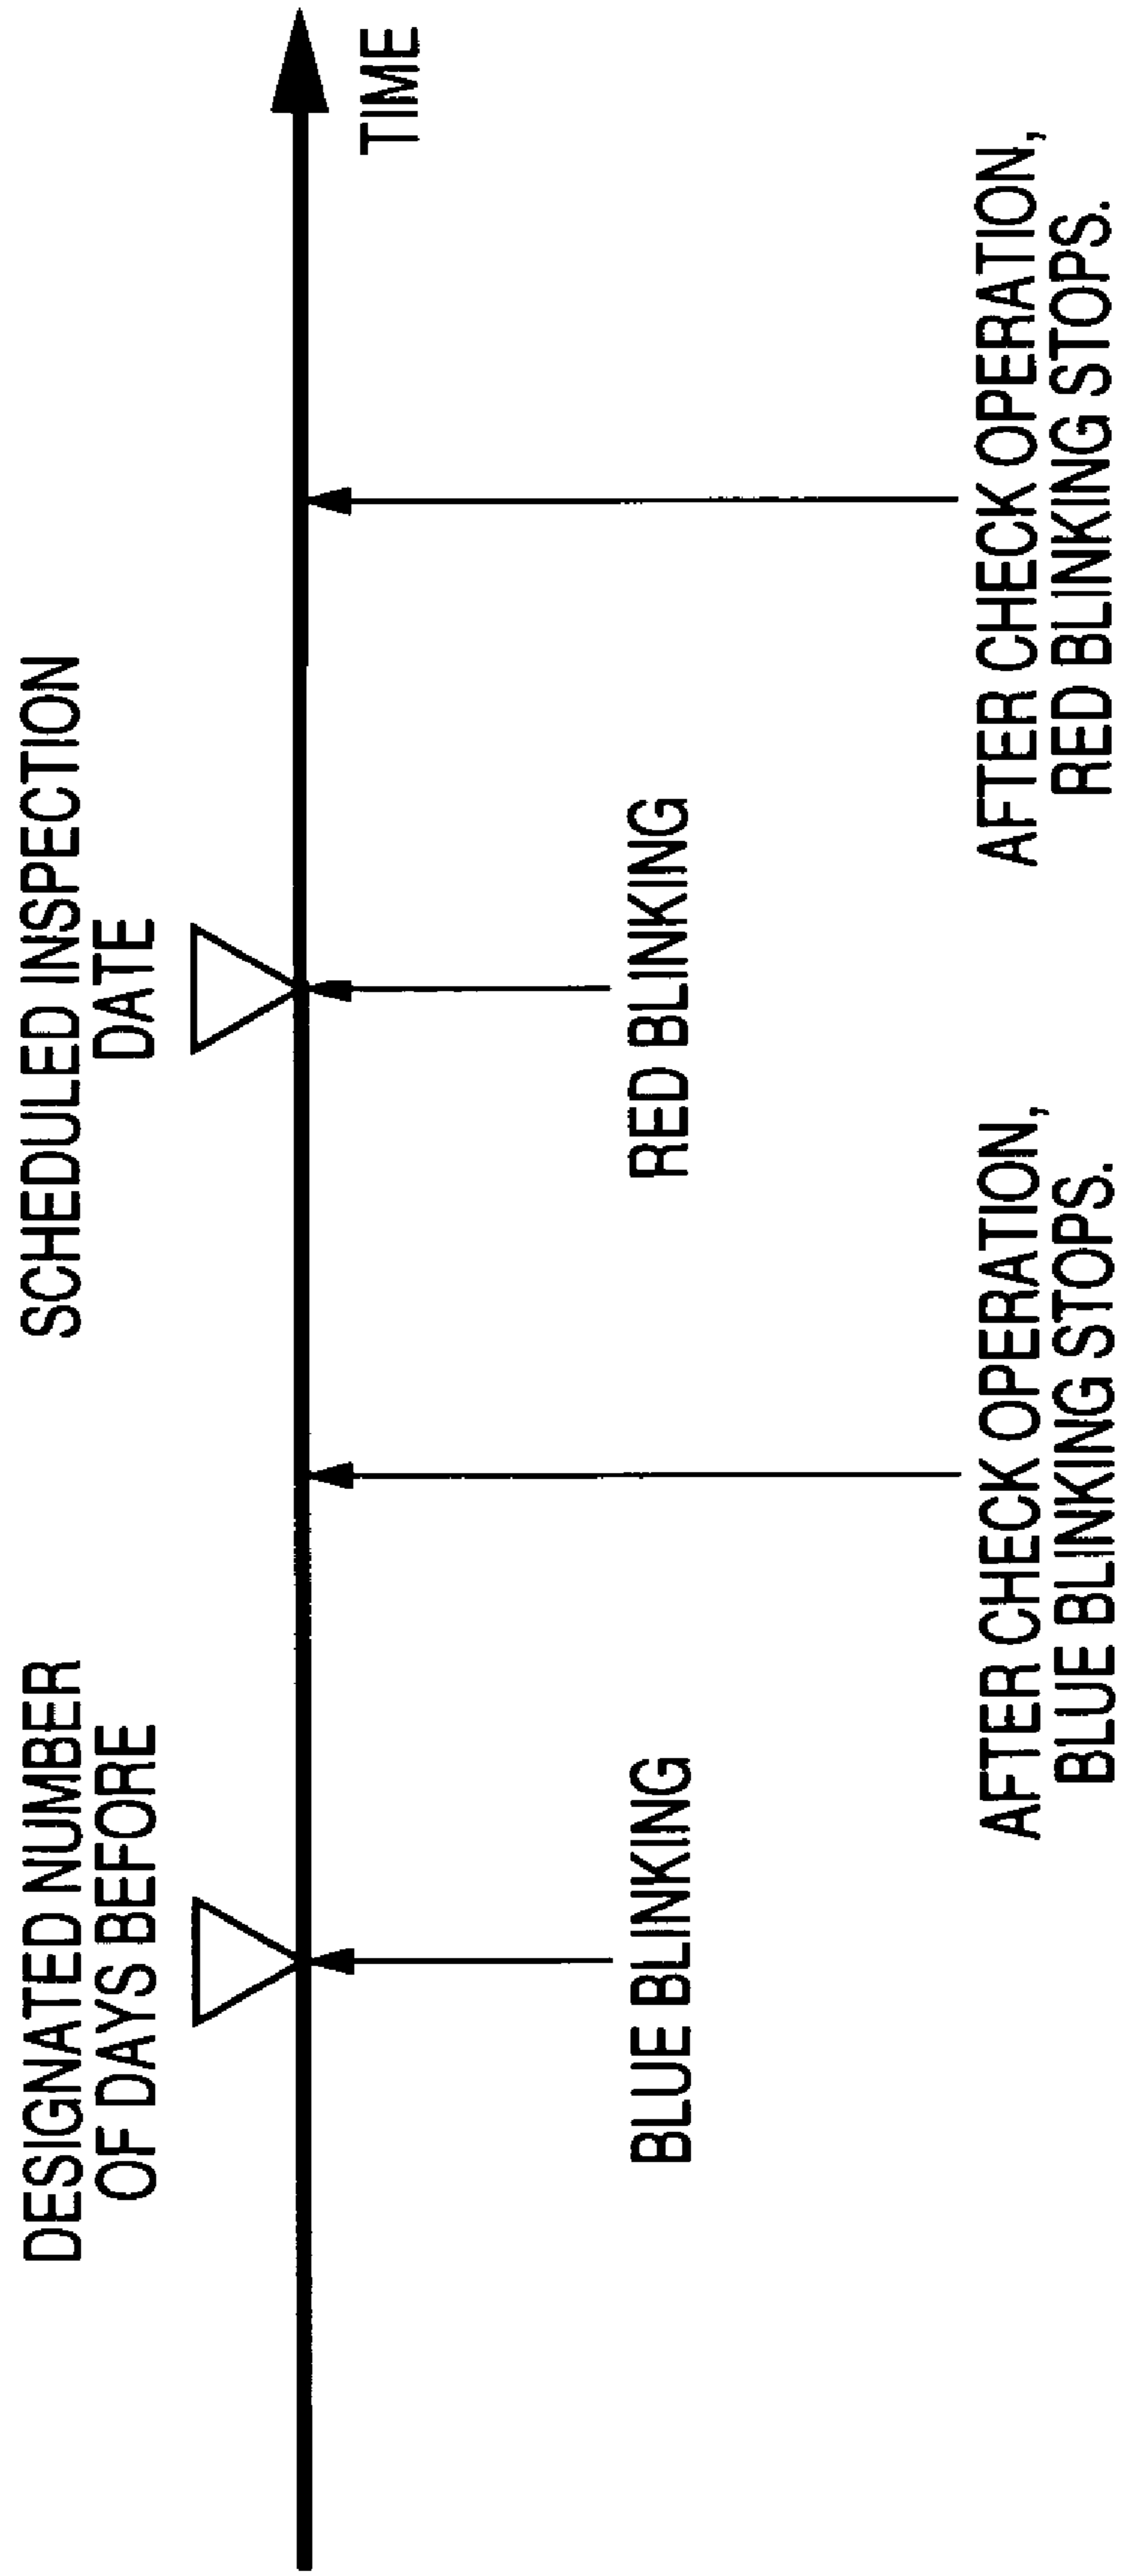 DESIGNATED NUMBER
OF DAYS BEFORE
SCHEDULED INSPECTION
DATE
TIME
BLUE BLINKING
RED BLINKING
AFTER CHECK OPERATION,
BLUE BLINKING STOPS.
AFTER CHECK OPERATION,
RED BLINKING STOPS.